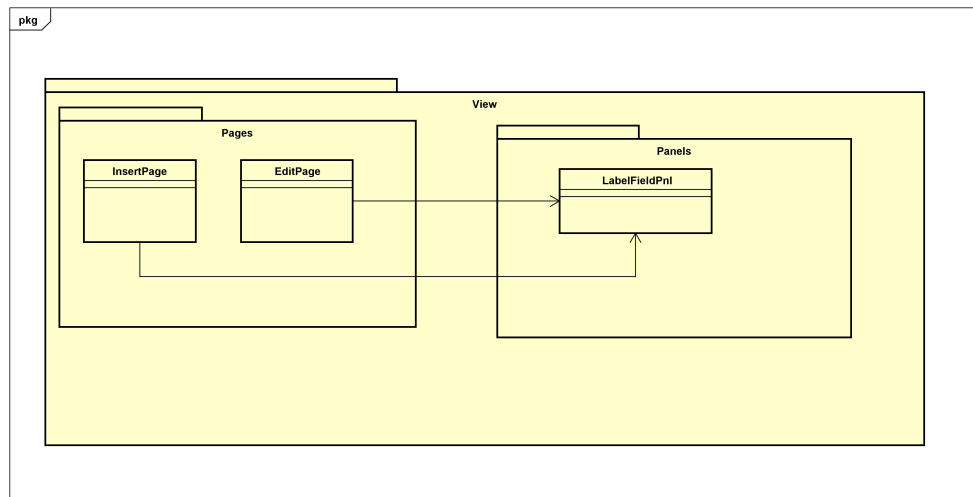 pkg
View
Pages
Panels
InsertPage
EditPage
LabelFieldPnl